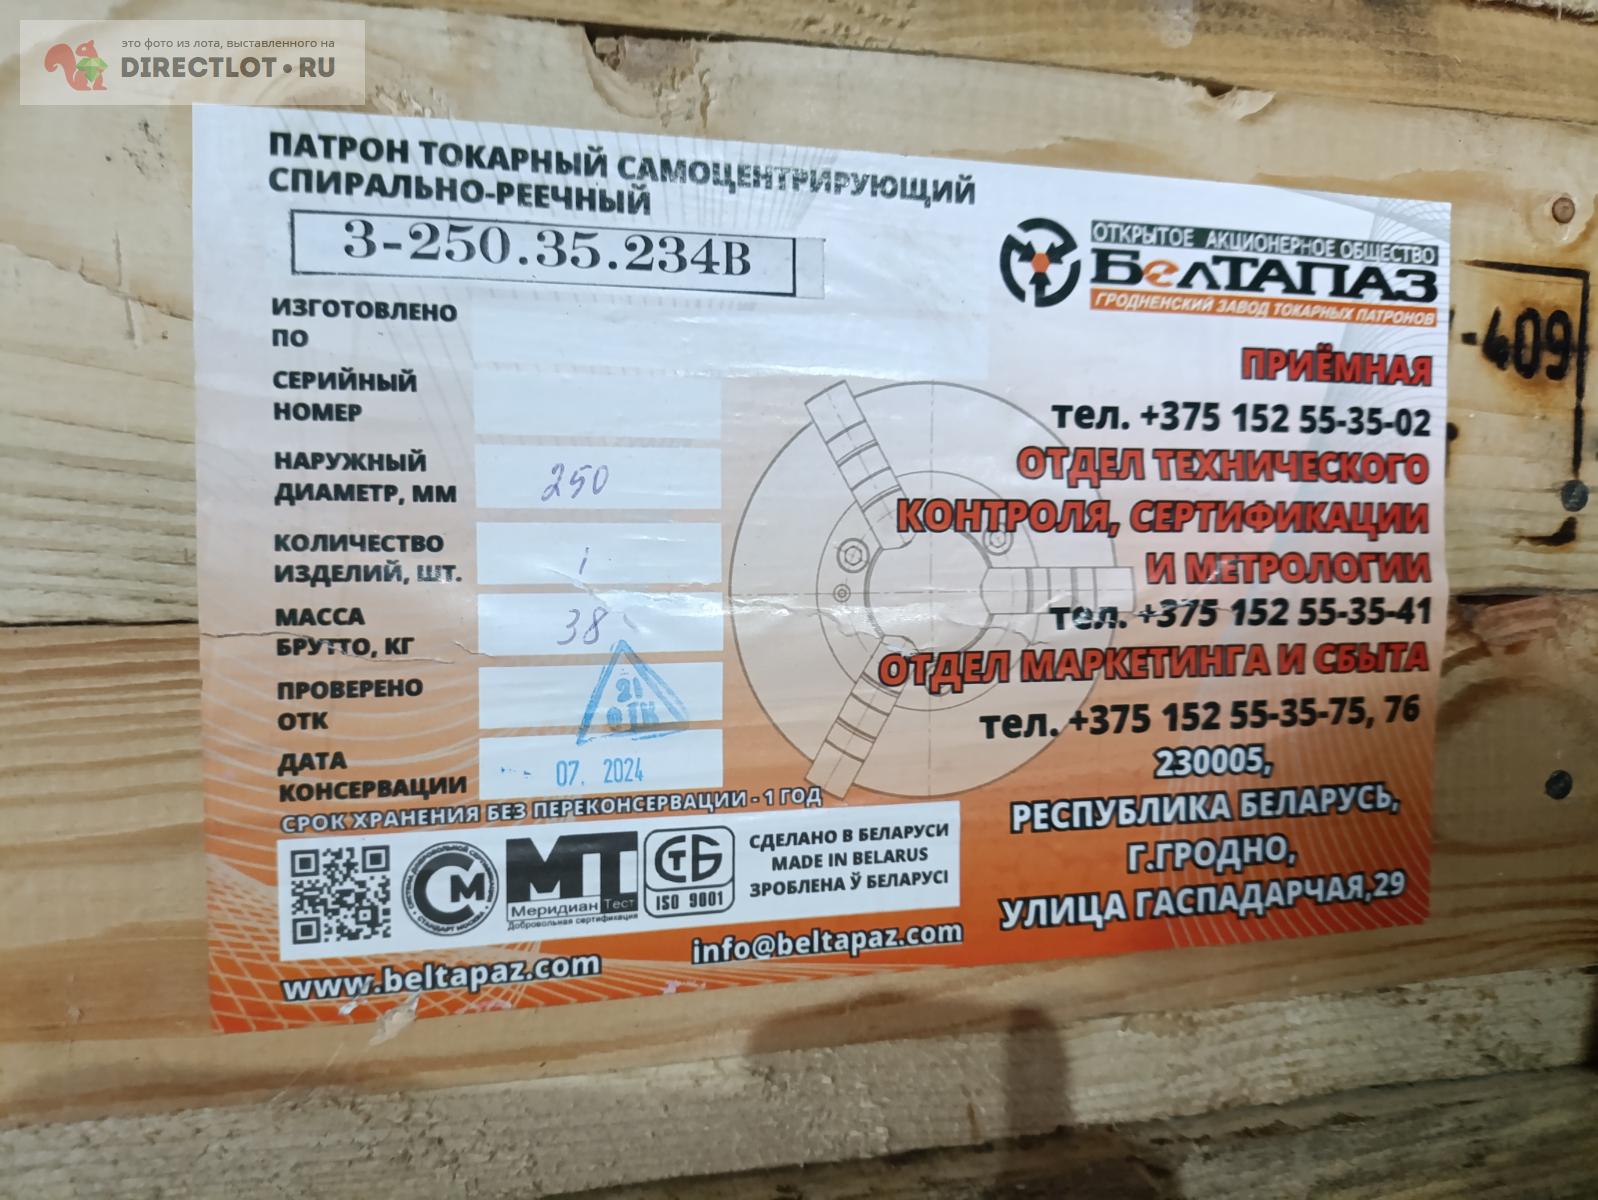 это фото из лота, выставленного на
DIRECTLOT•RU
ПАТРОН ТОКАРНЫЙ САМОЦЕНТРИРУЮЩИЙ
СПИРАЛЬНО-РЕЕЧНЫЙ
3-250.35.234В
ИЗГОТОВЛЕНО
ПО
СЕРИЙНЫЙ
НОМЕР
НАРУЖНЫЙ
ДИАМЕТР, ММ
250
КОЛИЧЕСТВО
ИЗДЕЛИЙ, ШТ.
1
МАССА
БРУТТО, КГ
38
ПРОВЕРЕНО
ОТК
21
ОТК
ДАТА
КОНСЕРВАЦИИ
07. 2024
СРОК ХРАНЕНИЯ БЕЗ ПЕРЕКОНСЕРВАЦИИ - 1 ГОД
СМ
МТ
Меридиан Тест
Добровольная сертификация
СТБ
ISO 9001
СДЕЛАНО В БЕЛАРУСИ
MADE IN BELARUS
ЗРОБЛЕНА Ў БЕЛАРУСІ
www.beltapaz.com
info@beltapaz.com
ОТКРЫТОЕ АКЦИОНЕРНОЕ ОБЩЕСТВО
БелТАПАЗ
ГРОДНЕНСКИЙ ЗАВОД ТОКАРНЫХ ПАТРОНОВ
ПРИЁМНАЯ
тел. +375 152 55-35-02
ОТДЕЛ ТЕХНИЧЕСКОГО
КОНТРОЛЯ, СЕРТИФИКАЦИИ
И МЕТРОЛОГИИ
тел. +375 152 55-35-41
ОТДЕЛ МАРКЕТИНГА И СБЫТА
тел. +375 152 55-35-75, 76
230005,
РЕСПУБЛИКА БЕЛАРУСЬ,
Г.ГРОДНО,
УЛИЦА ГАСПАДАРЧАЯ,29
-409